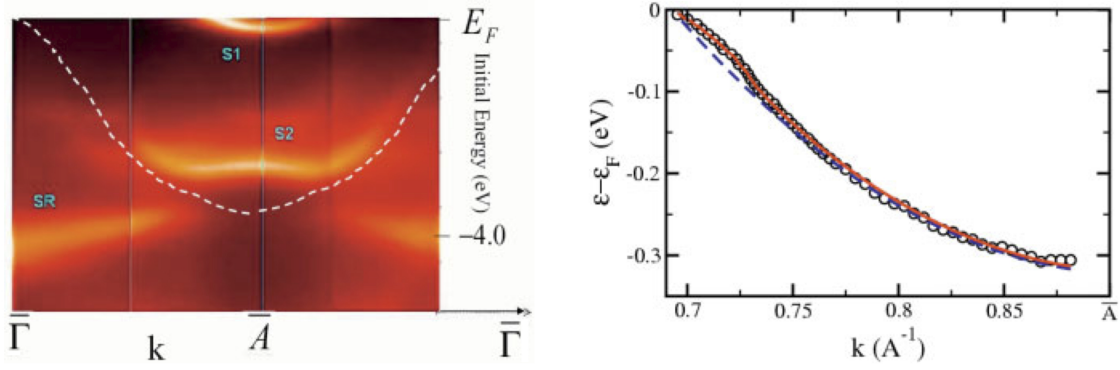 E_F
S1
Initial Energy (eV)
S2
SR
−4.0
Γ̅
k
A̅
Γ̅
0
-0.1
-0.2
-0.3
ε−ε_F (eV)
0.7
0.75
0.8
0.85
A̅
k (A⁻¹)